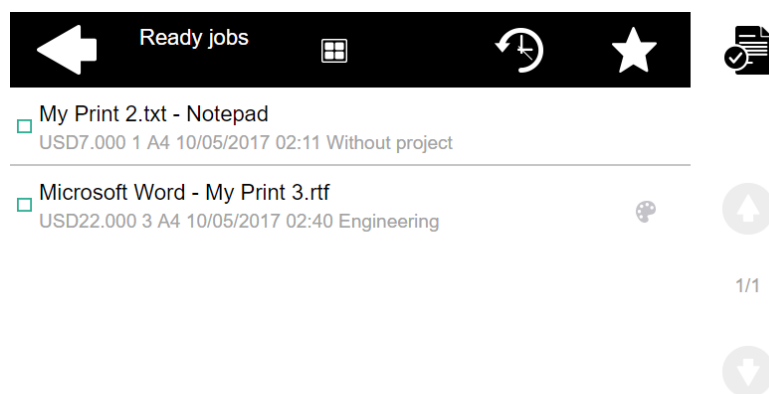 Ready jobs
My Print 2.txt - Notepad
USD7.000 1 A4 10/05/2017 02:11 Without project
Microsoft Word - My Print 3.rtf
USD22.000 3 A4 10/05/2017 02:40 Engineering
1/1